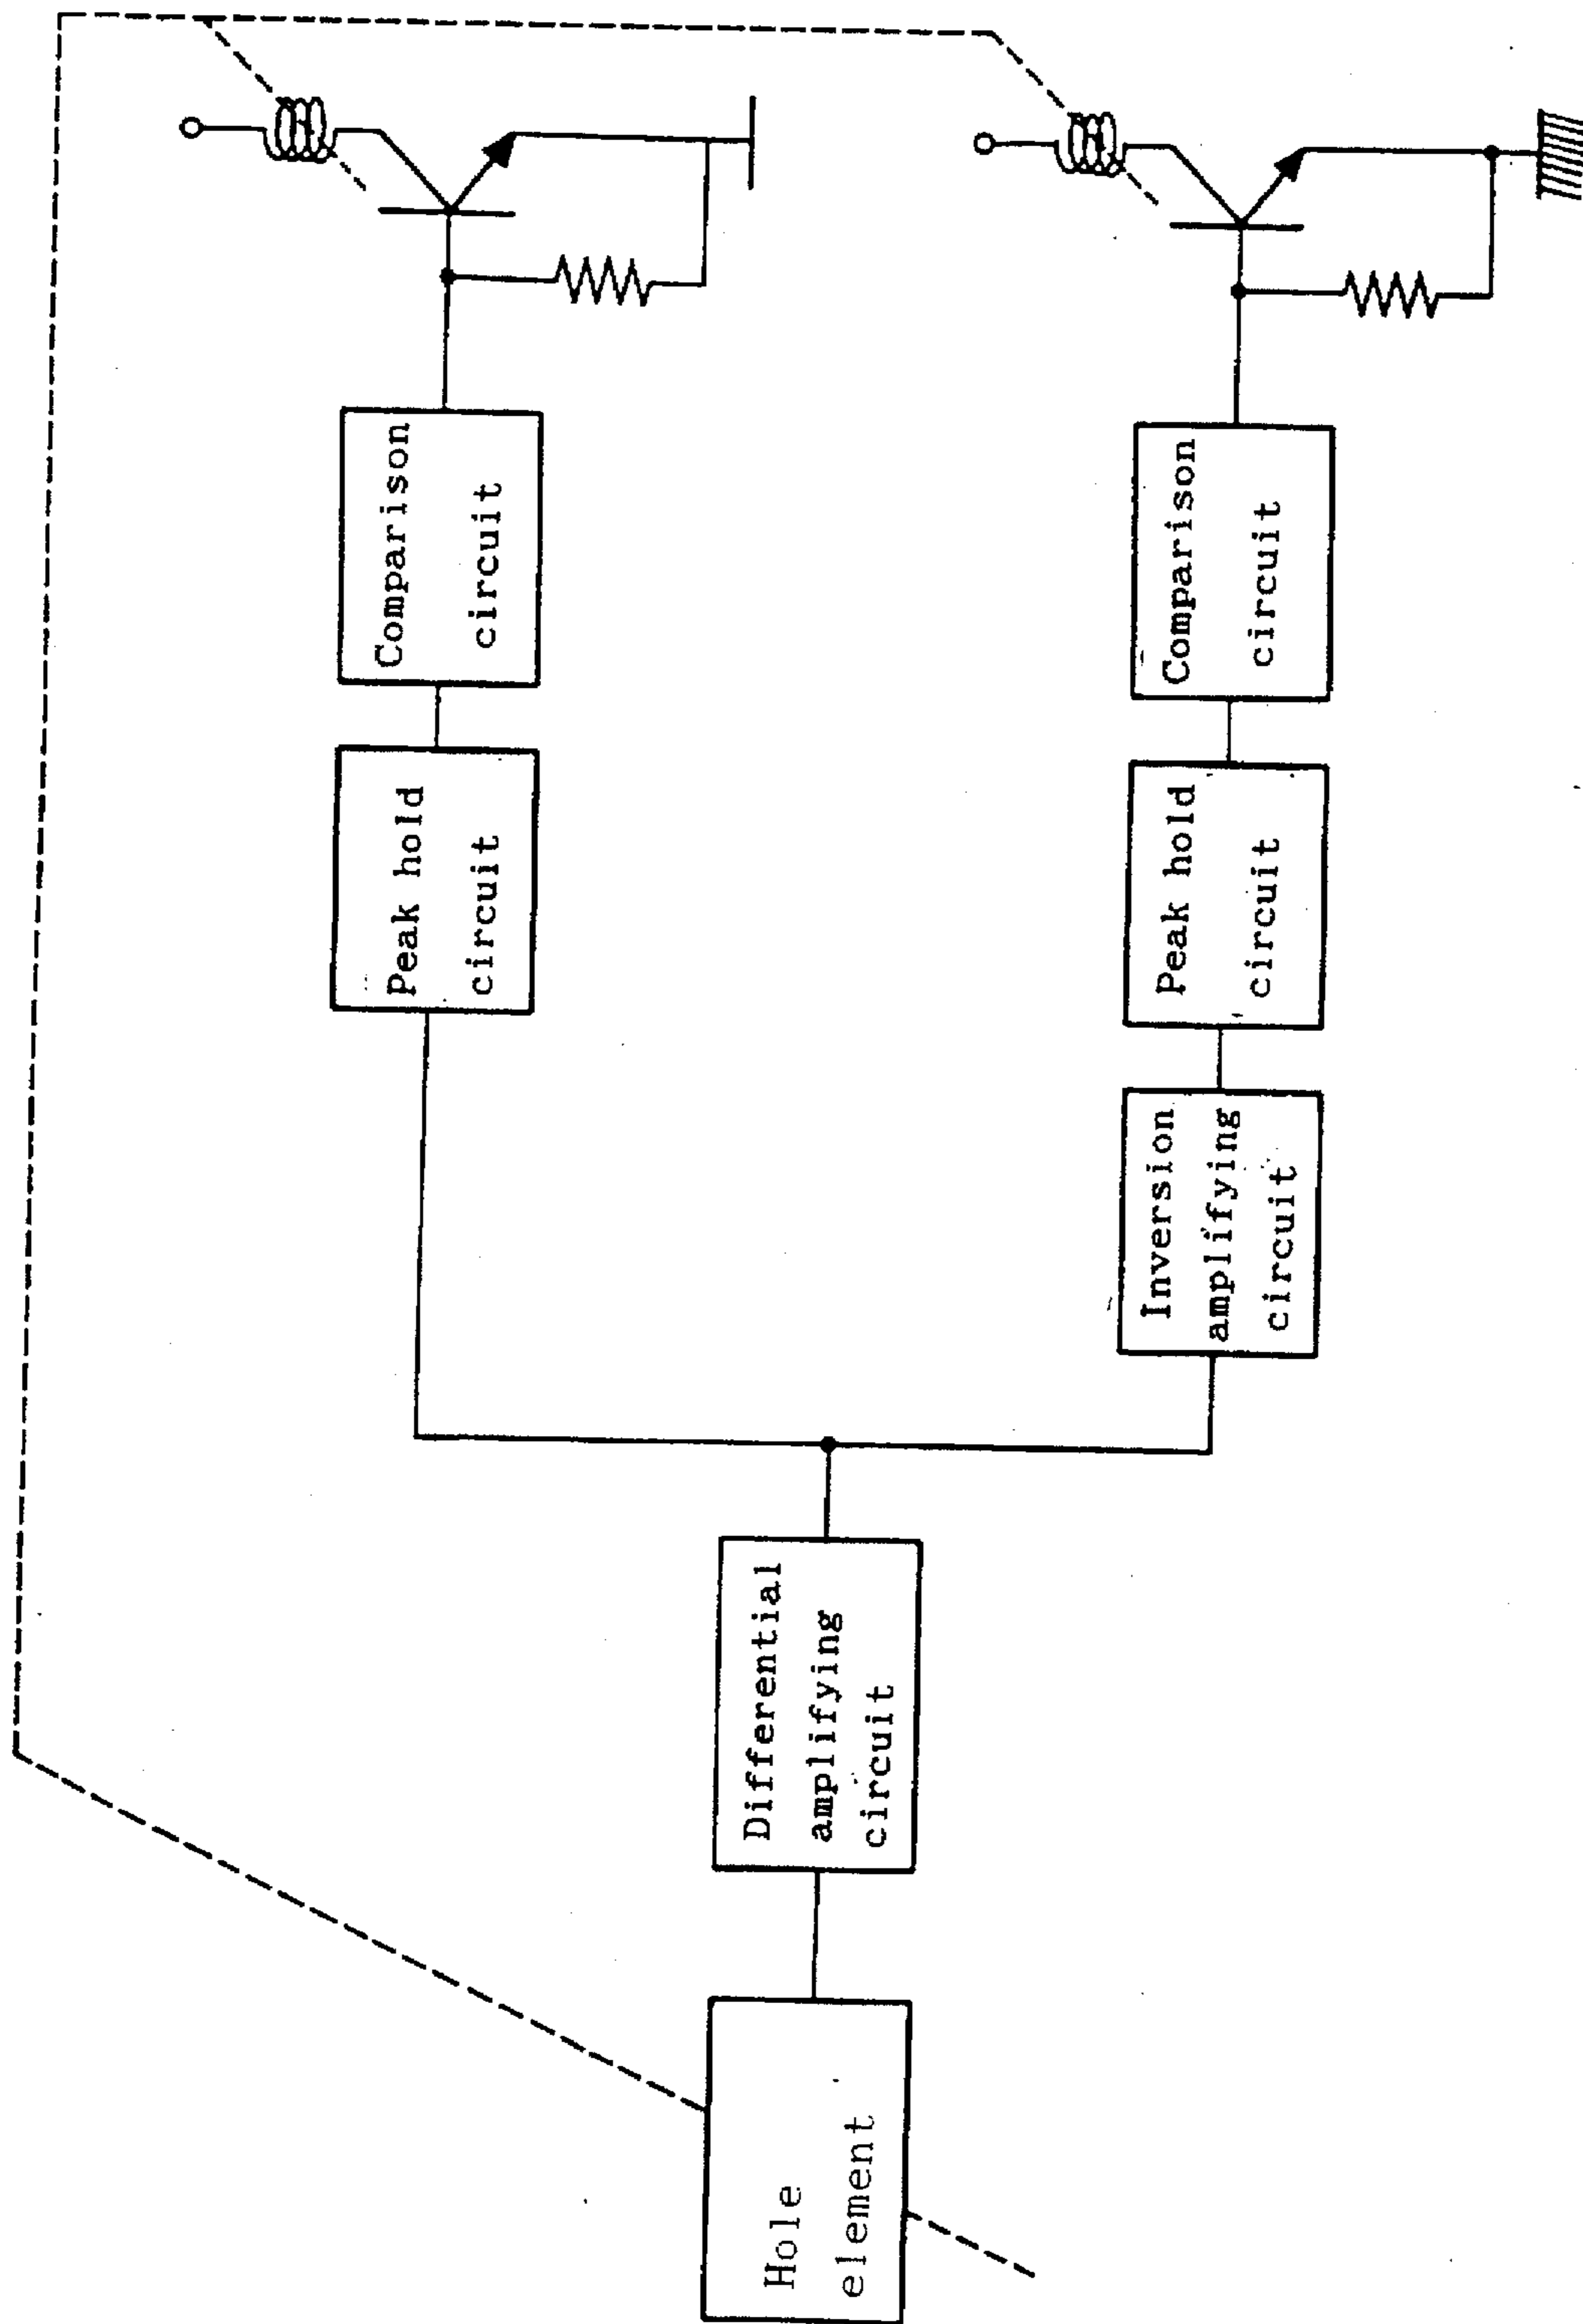 Hole
element
Differential
amplifying
circuit
Peak hold
circuit
Comparison
circuit
Inversion
amplifying
circuit
Peak hold
circuit
Comparison
circuit